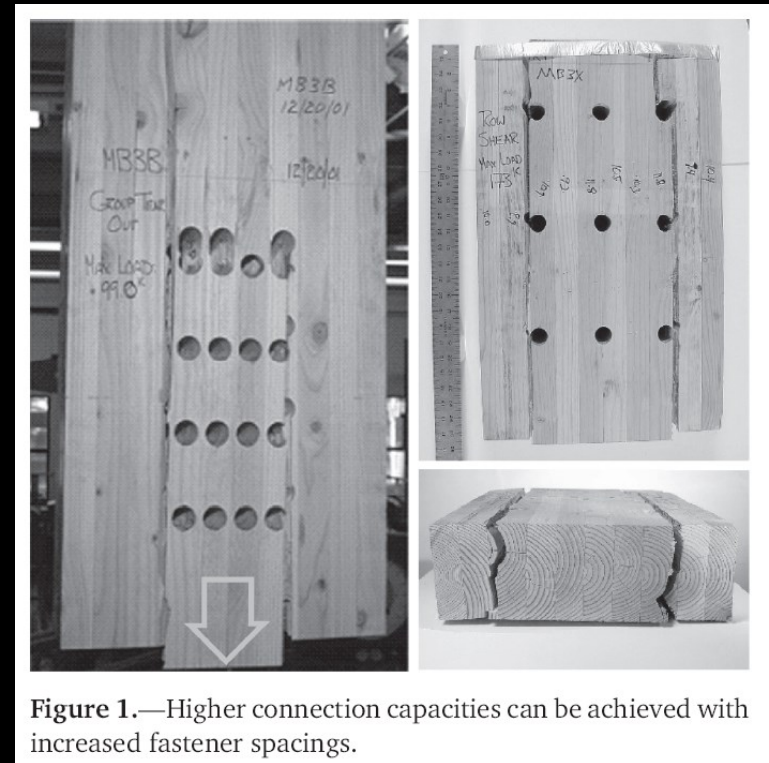 MB3B
12/20/01
12/20/01
MB3B
GROUP TEAR
OUT
MAX LOAD:
99.0K
MB3X
ROW
SHEAR
MAX LOAD
173K
Figure 1.—Higher connection capacities can be achieved with
increased fastener spacings.